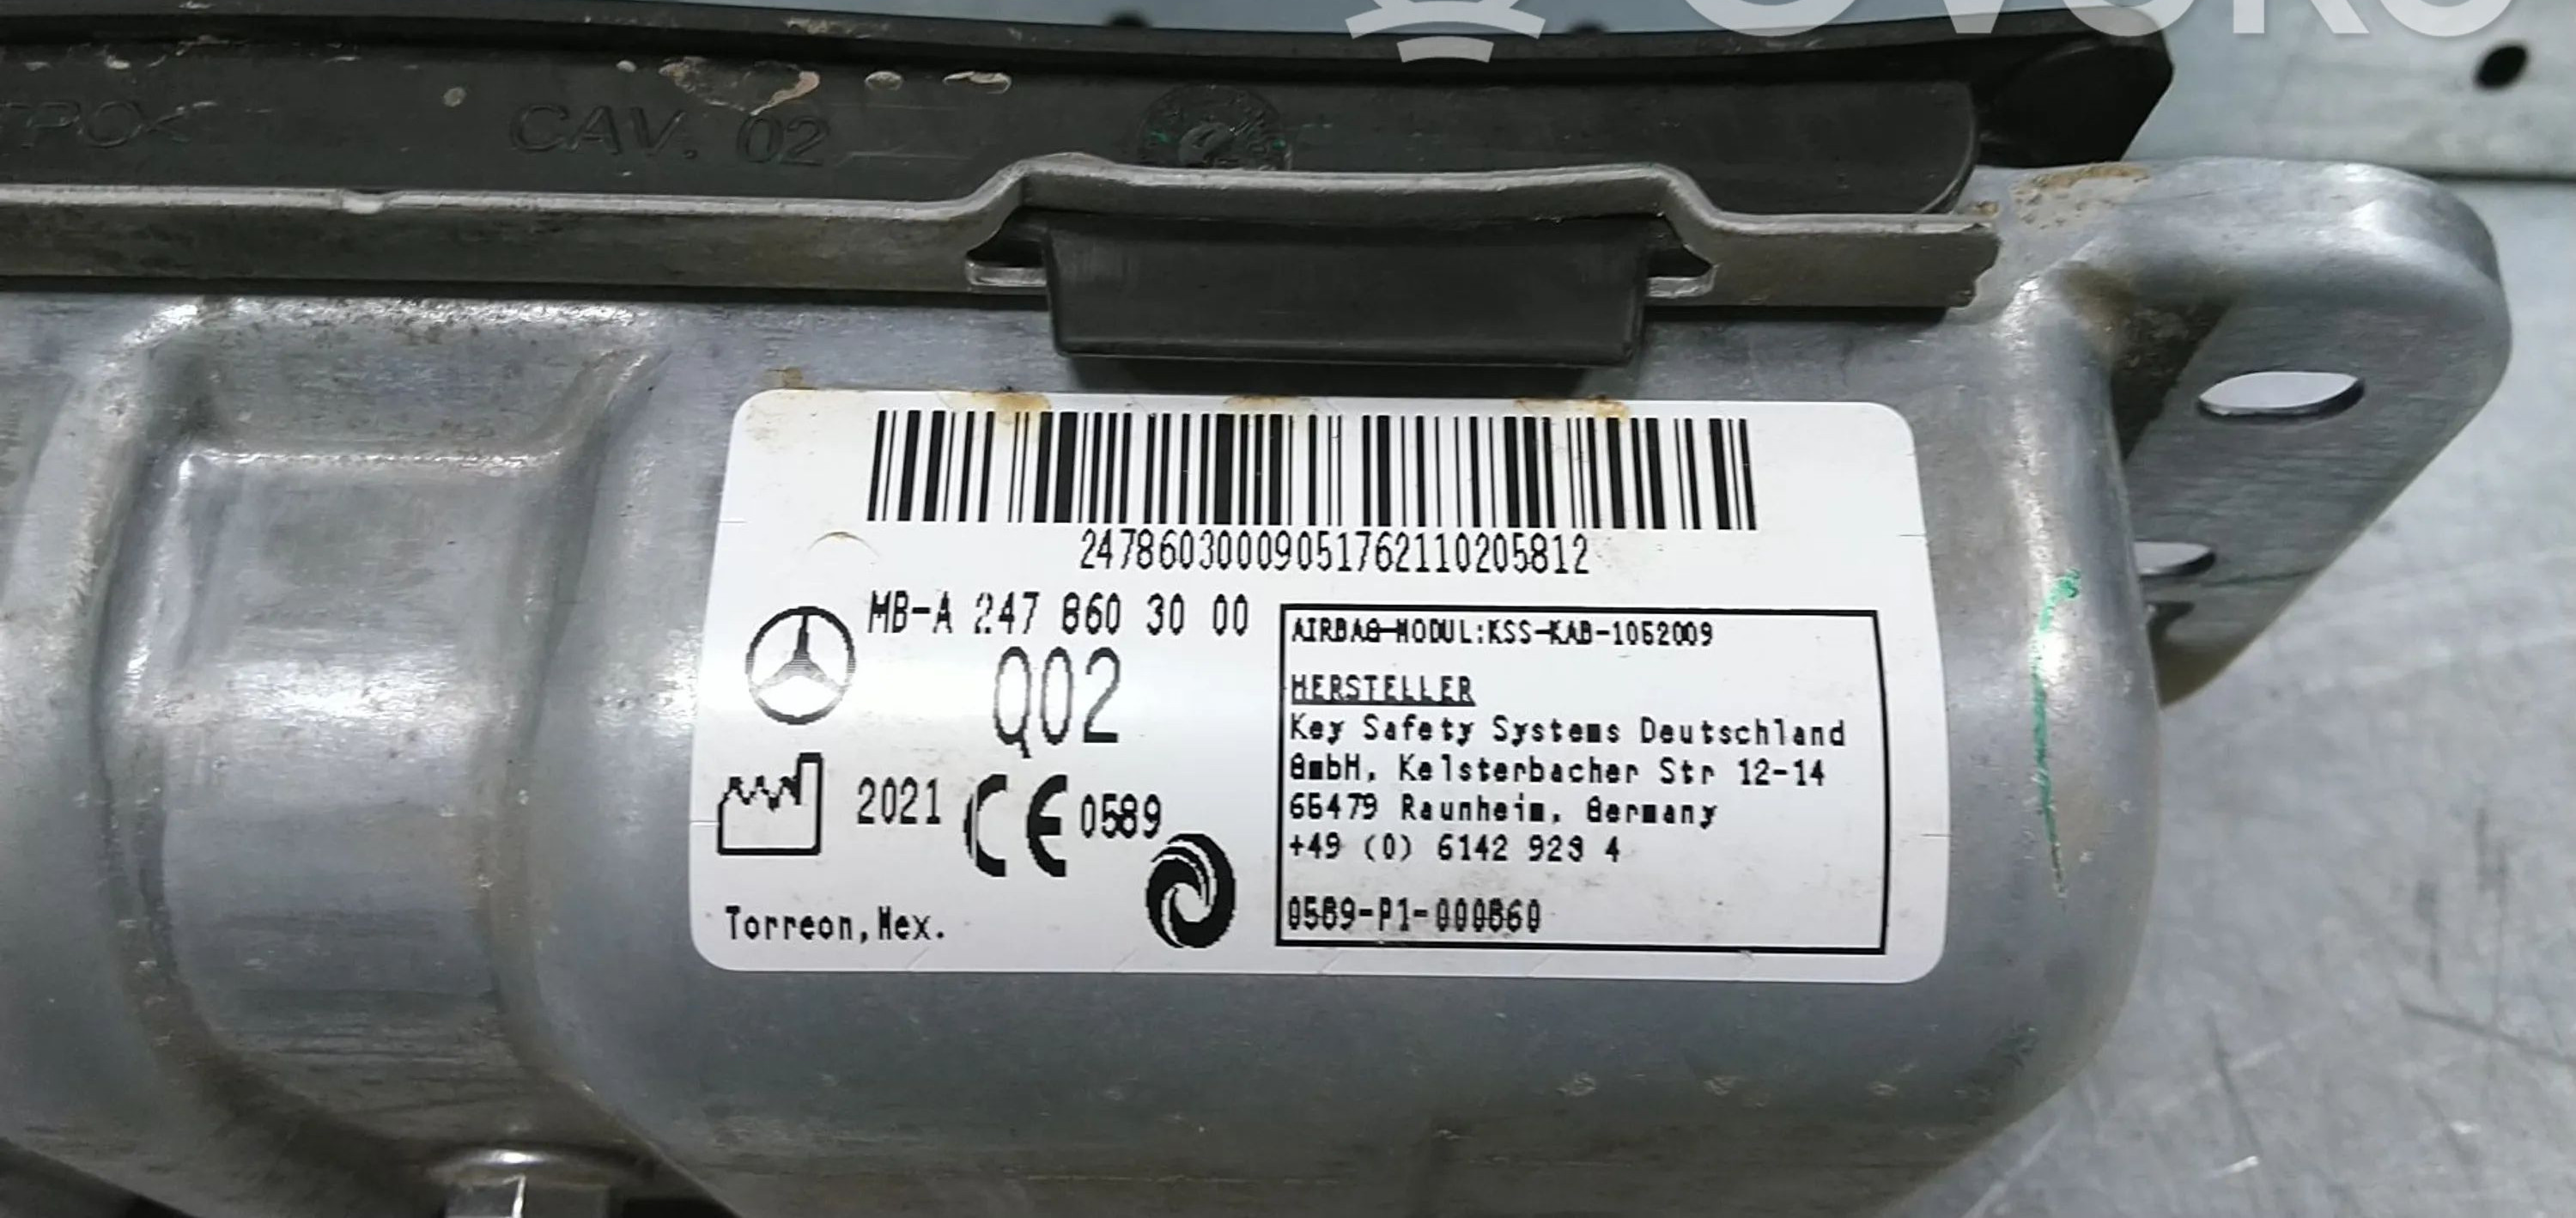 CAV. 02
24786030009051762110205812
MB-A 247 860 30 00
Q02
2021 CE 0589
Torreon, Mex.
AIRBAG-MODUL:KSS-KAB-1052009
HERSTELLER
Key Safety Systems Deutschland
GmbH, Kelsterbacher Str 12-14
65479 Raunheim, Germany
+49 (0) 6142 929 4
0589-P1-000860